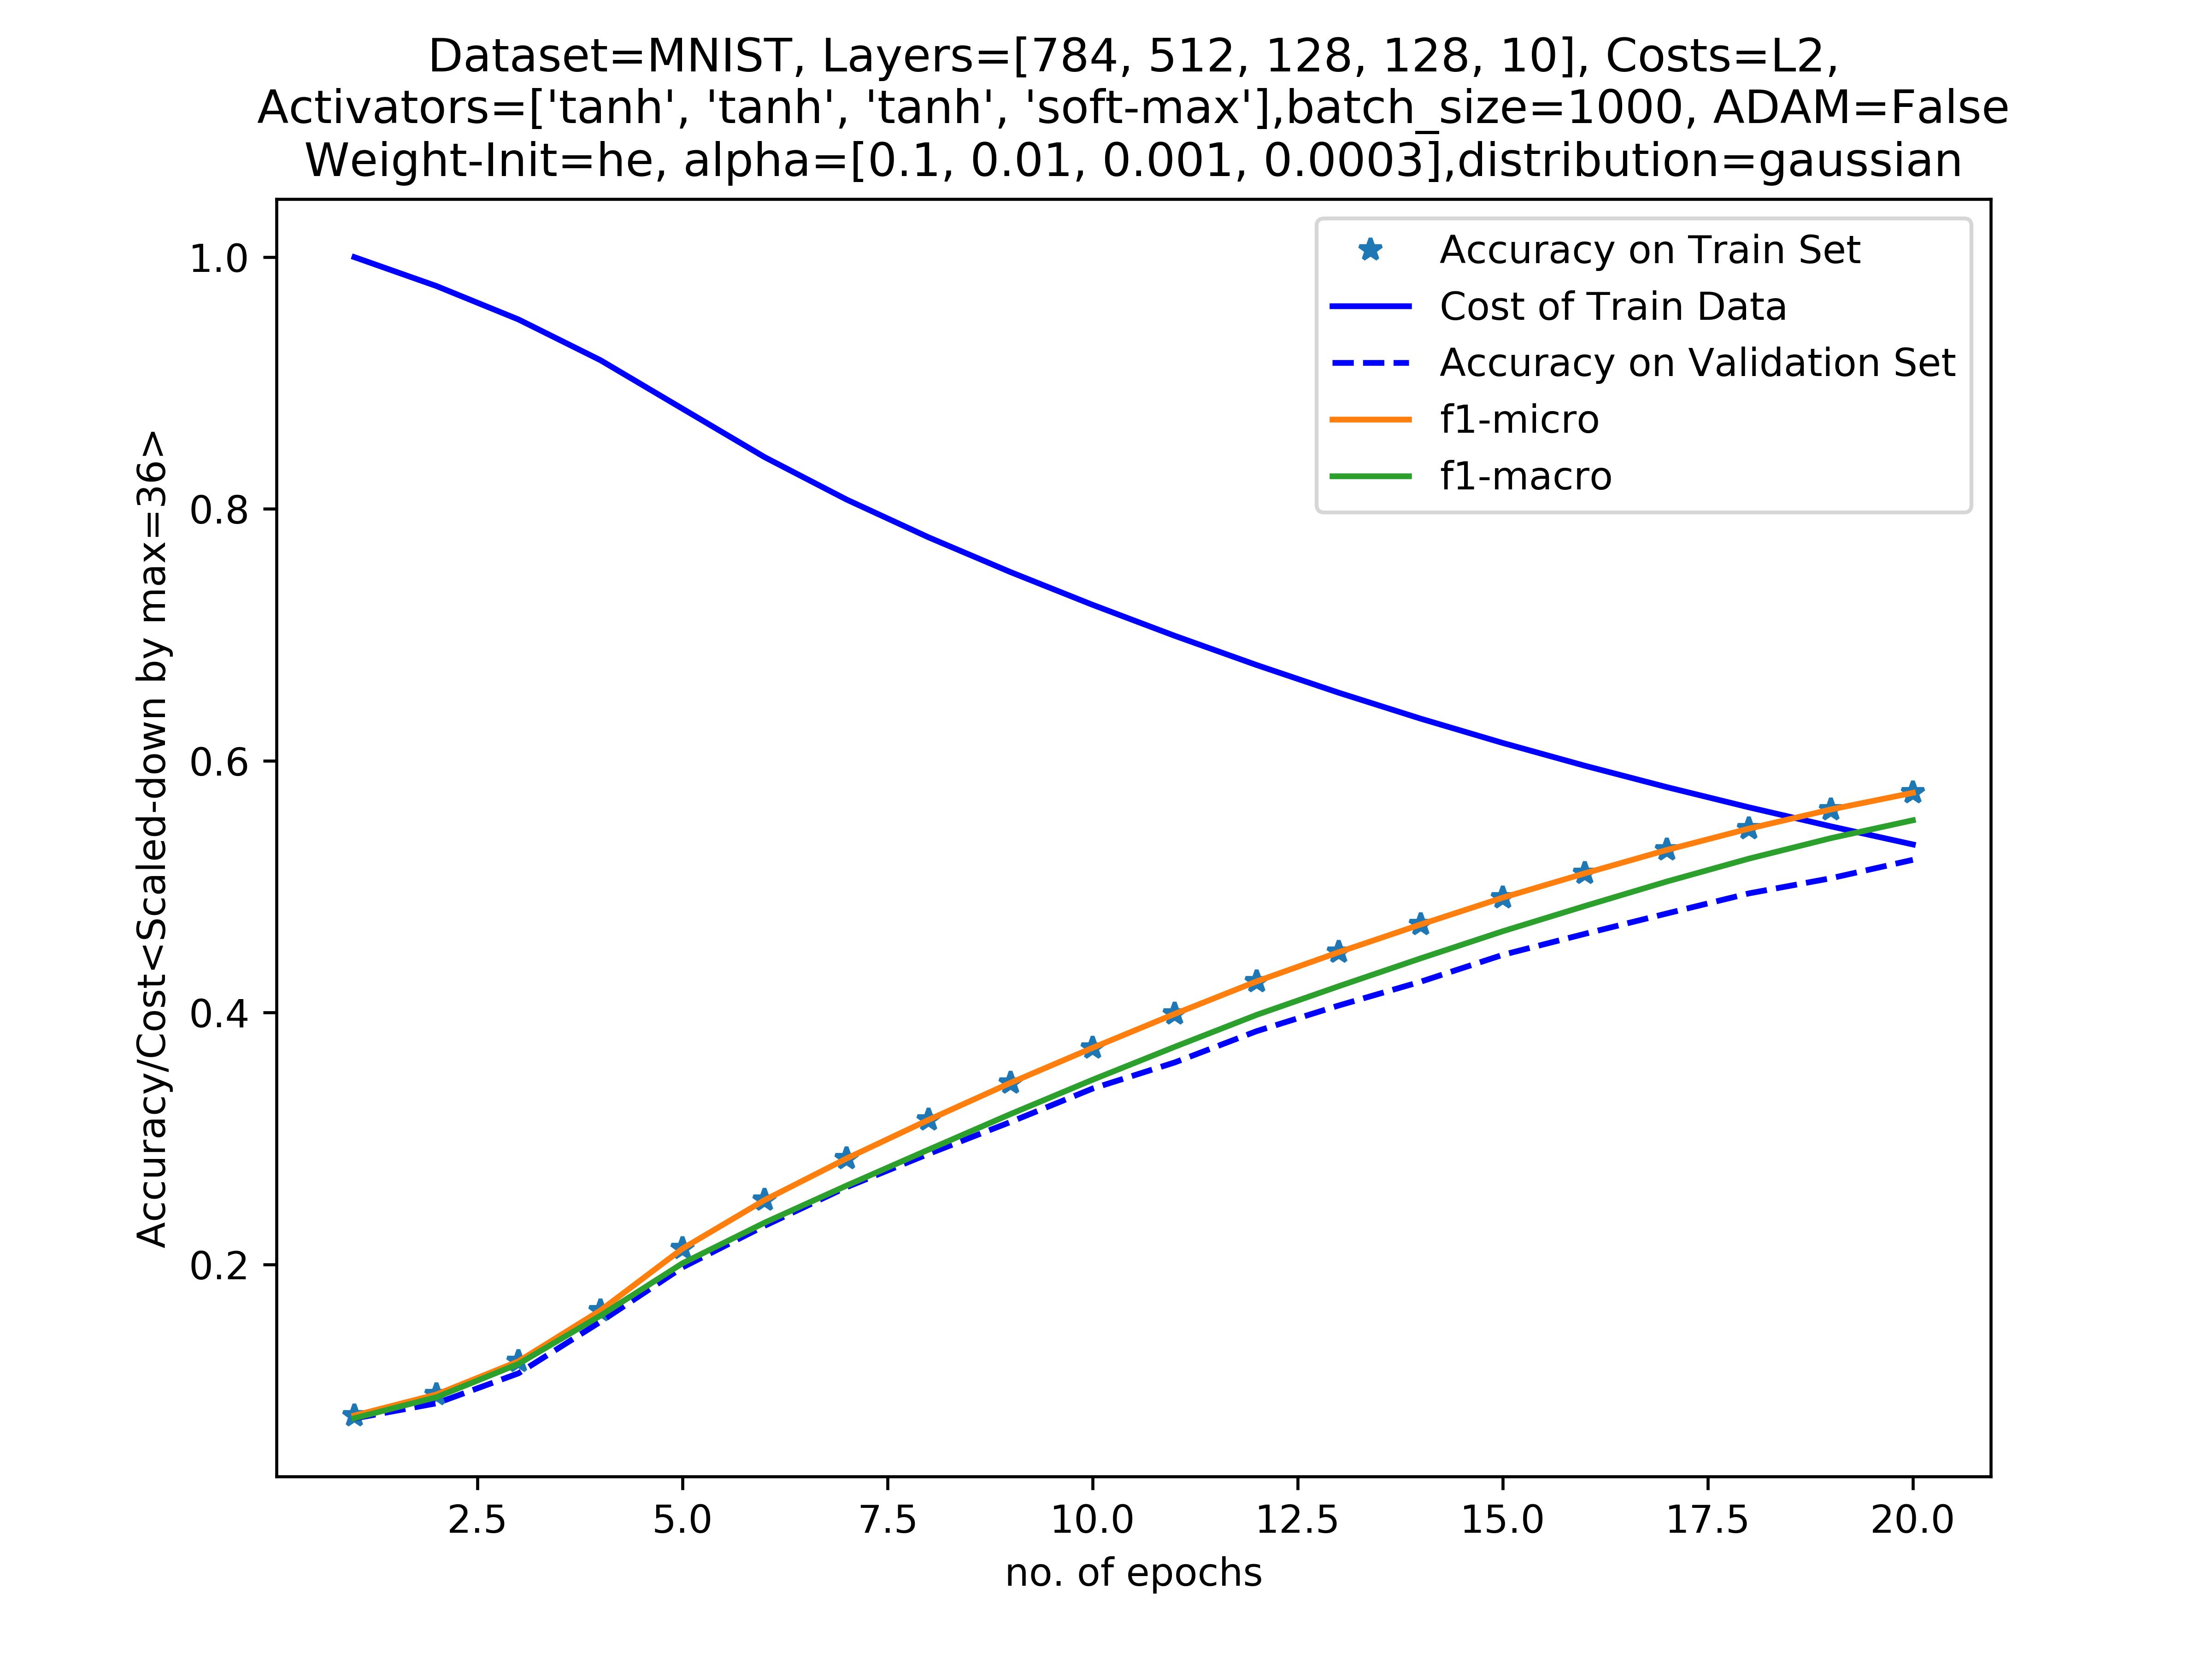 Dataset=MNIST, Layers=[784, 512, 128, 128, 10], Costs=L2,
Activators=['tanh', 'tanh', 'tanh', 'soft-max'],batch_size=1000, ADAM=False
Weight-Init=he, alpha=[0.1, 0.01, 0.001, 0.0003],distribution=gaussian
Accuracy on Train Set
Cost of Train Data
Accuracy on Validation Set
f1-micro
f1-macro
Accuracy/Cost<Scaled-down by max=36>
1.0
0.8
0.6
0.4
0.2
2.5 5.0 7.5 10.0 12.5 15.0 17.5 20.0
no. of epochs